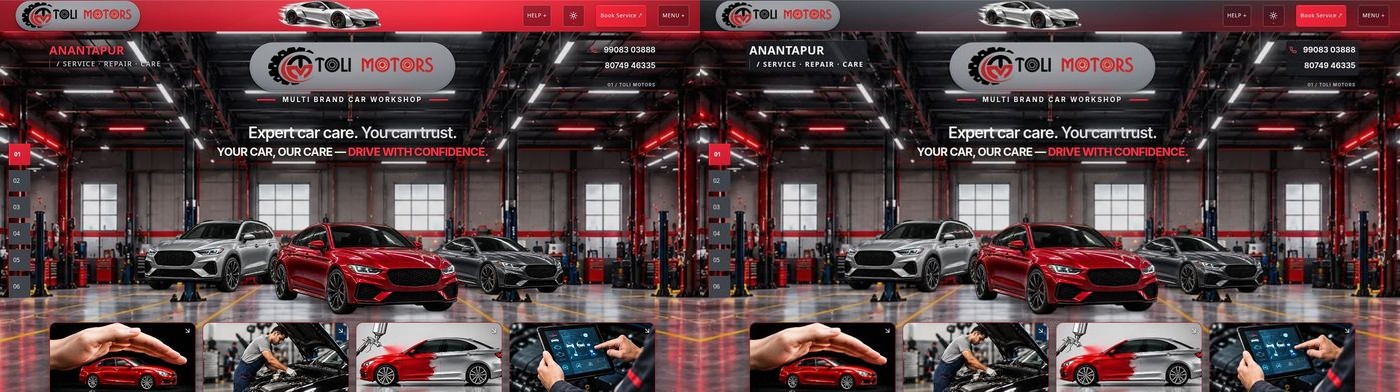 TOLI MOTORS
HELP +
Book Service ↗
MENU +
ANANTAPUR
/ SERVICE · REPAIR · CARE
TOLI MOTORS
MULTI BRAND CAR WORKSHOP
99083 03888
80749 46335
01 / TOLI MOTORS
Expert car care. You can trust.
YOUR CAR, OUR CARE — DRIVE WITH CONFIDENCE.
01
02
03
04
05
06
TOLI MOTORS
HELP +
Book Service ↗
MENU +
ANANTAPUR
/ SERVICE · REPAIR · CARE
TOLI MOTORS
MULTI BRAND CAR WORKSHOP
99083 03888
80749 46335
01 / TOLI MOTORS
Expert car care. You can trust.
YOUR CAR, OUR CARE — DRIVE WITH CONFIDENCE.
01
02
03
04
05
06